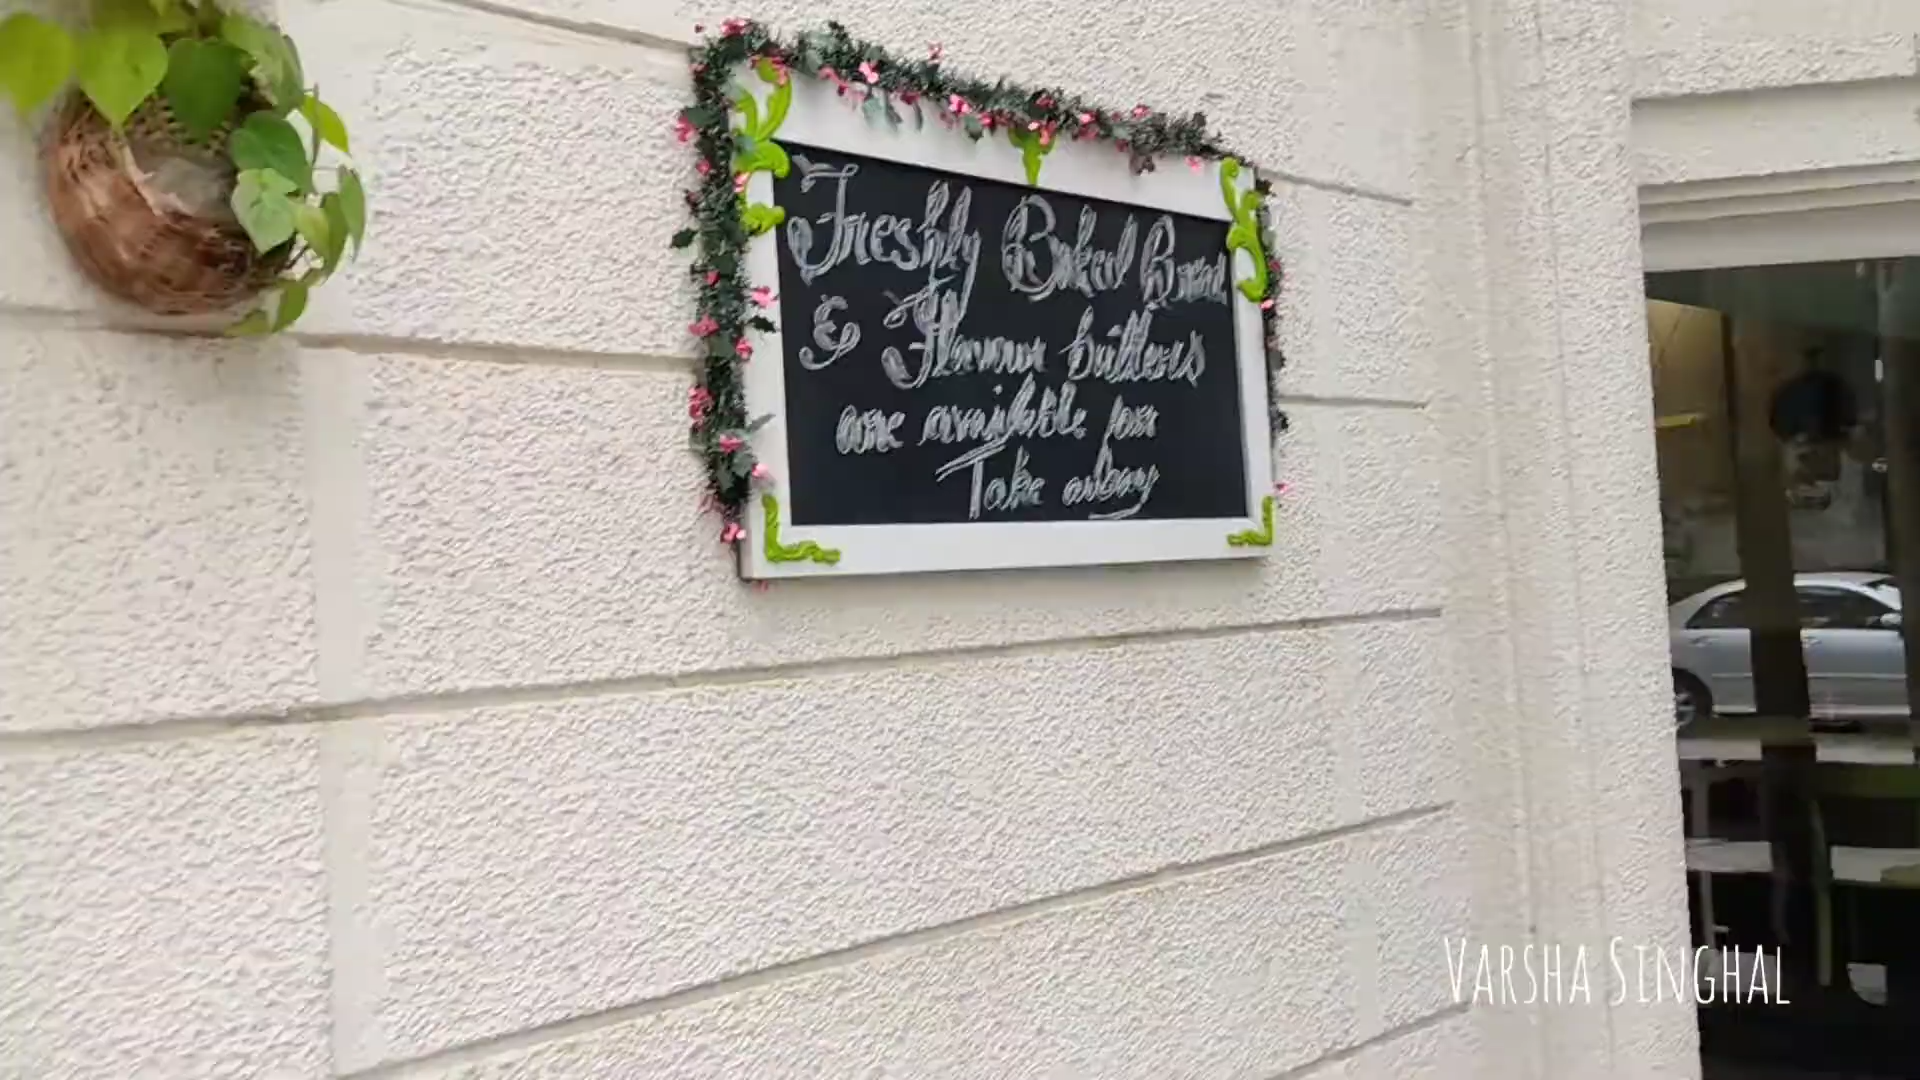 Freshly Baked Bread
& Flavour butters
are available for
Take away
VARSHA SINGHAL